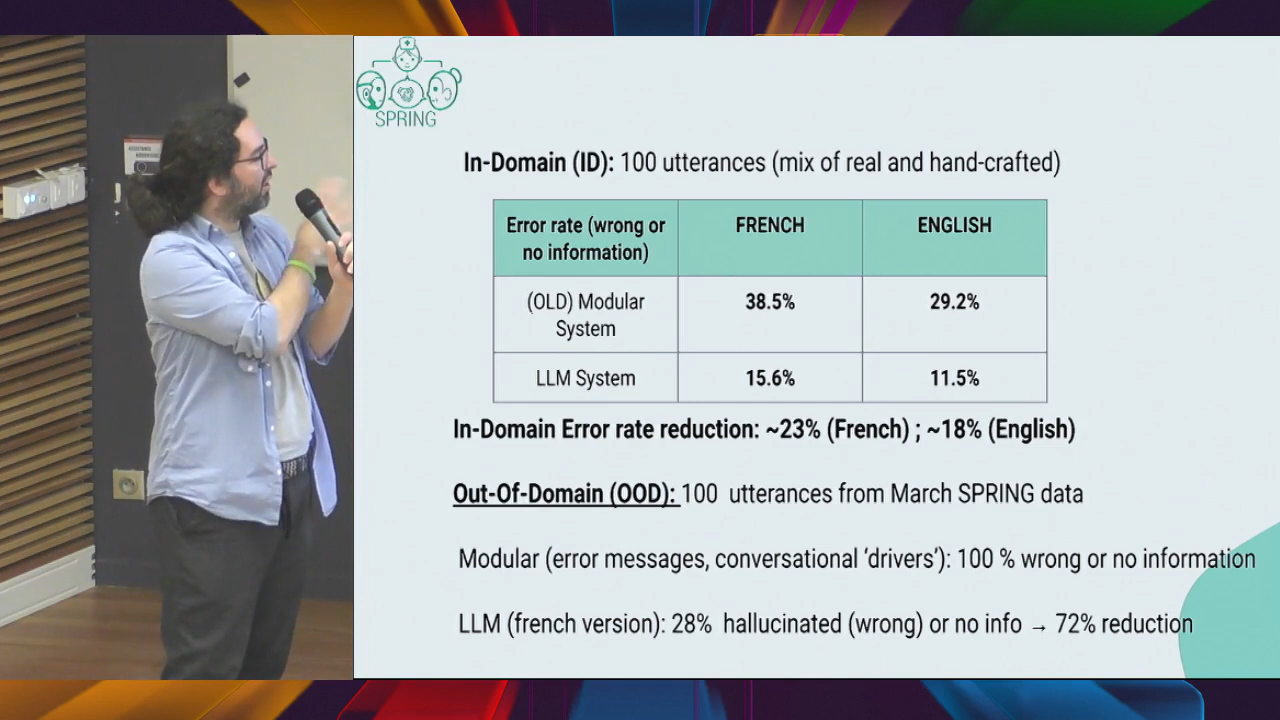 SPRING
In-Domain (ID): 100 utterances (mix of real and hand-crafted)
Error rate (wrong or
no information)
FRENCH
ENGLISH
(OLD) Modular
System
38.5%
29.2%
LLM System
15.6%
11.5%
In-Domain Error rate reduction: ~23% (French) ; ~18% (English)
Out-Of-Domain (OOD): 100 utterances from March SPRING data
Modular (error messages, conversational ‘drivers’): 100 % wrong or no information
LLM (french version): 28% hallucinated (wrong) or no info → 72% reduction